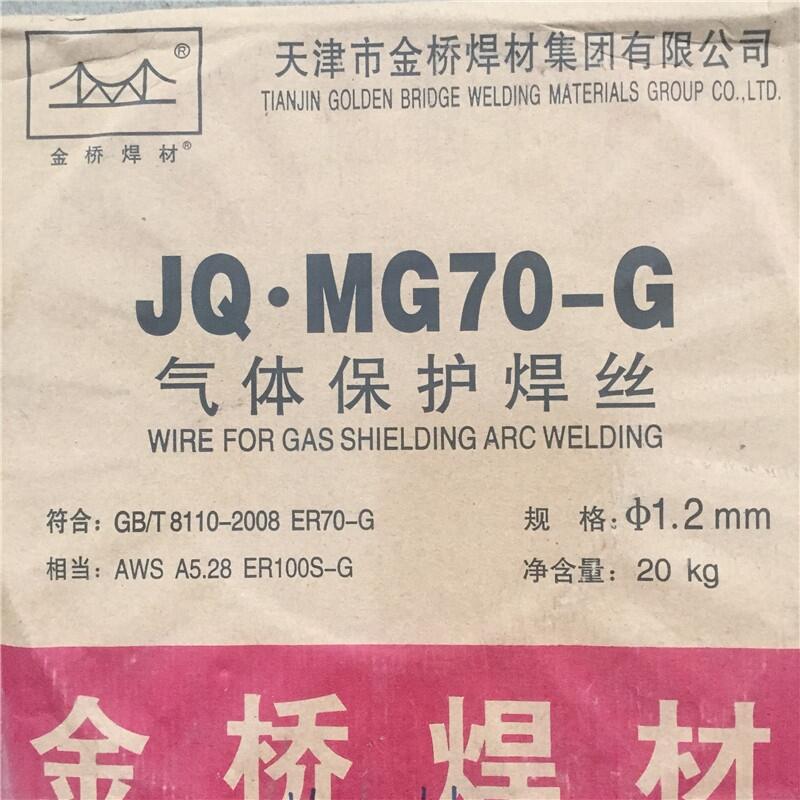 ®
金桥焊材®
天津市金桥焊材集团有限公司
TIANJIN GOLDEN BRIDGE WELDING MATERIALS GROUP CO.,LTD.
JQ·MG70-G
气体保护焊丝
WIRE FOR GAS SHIELDING ARC WELDING
符合: GB/T 8110-2008 ER70-G
规 格: Φ1.2 mm
相当: AWS A5.28 ER100S-G
净含量: 20 kg
金桥焊材